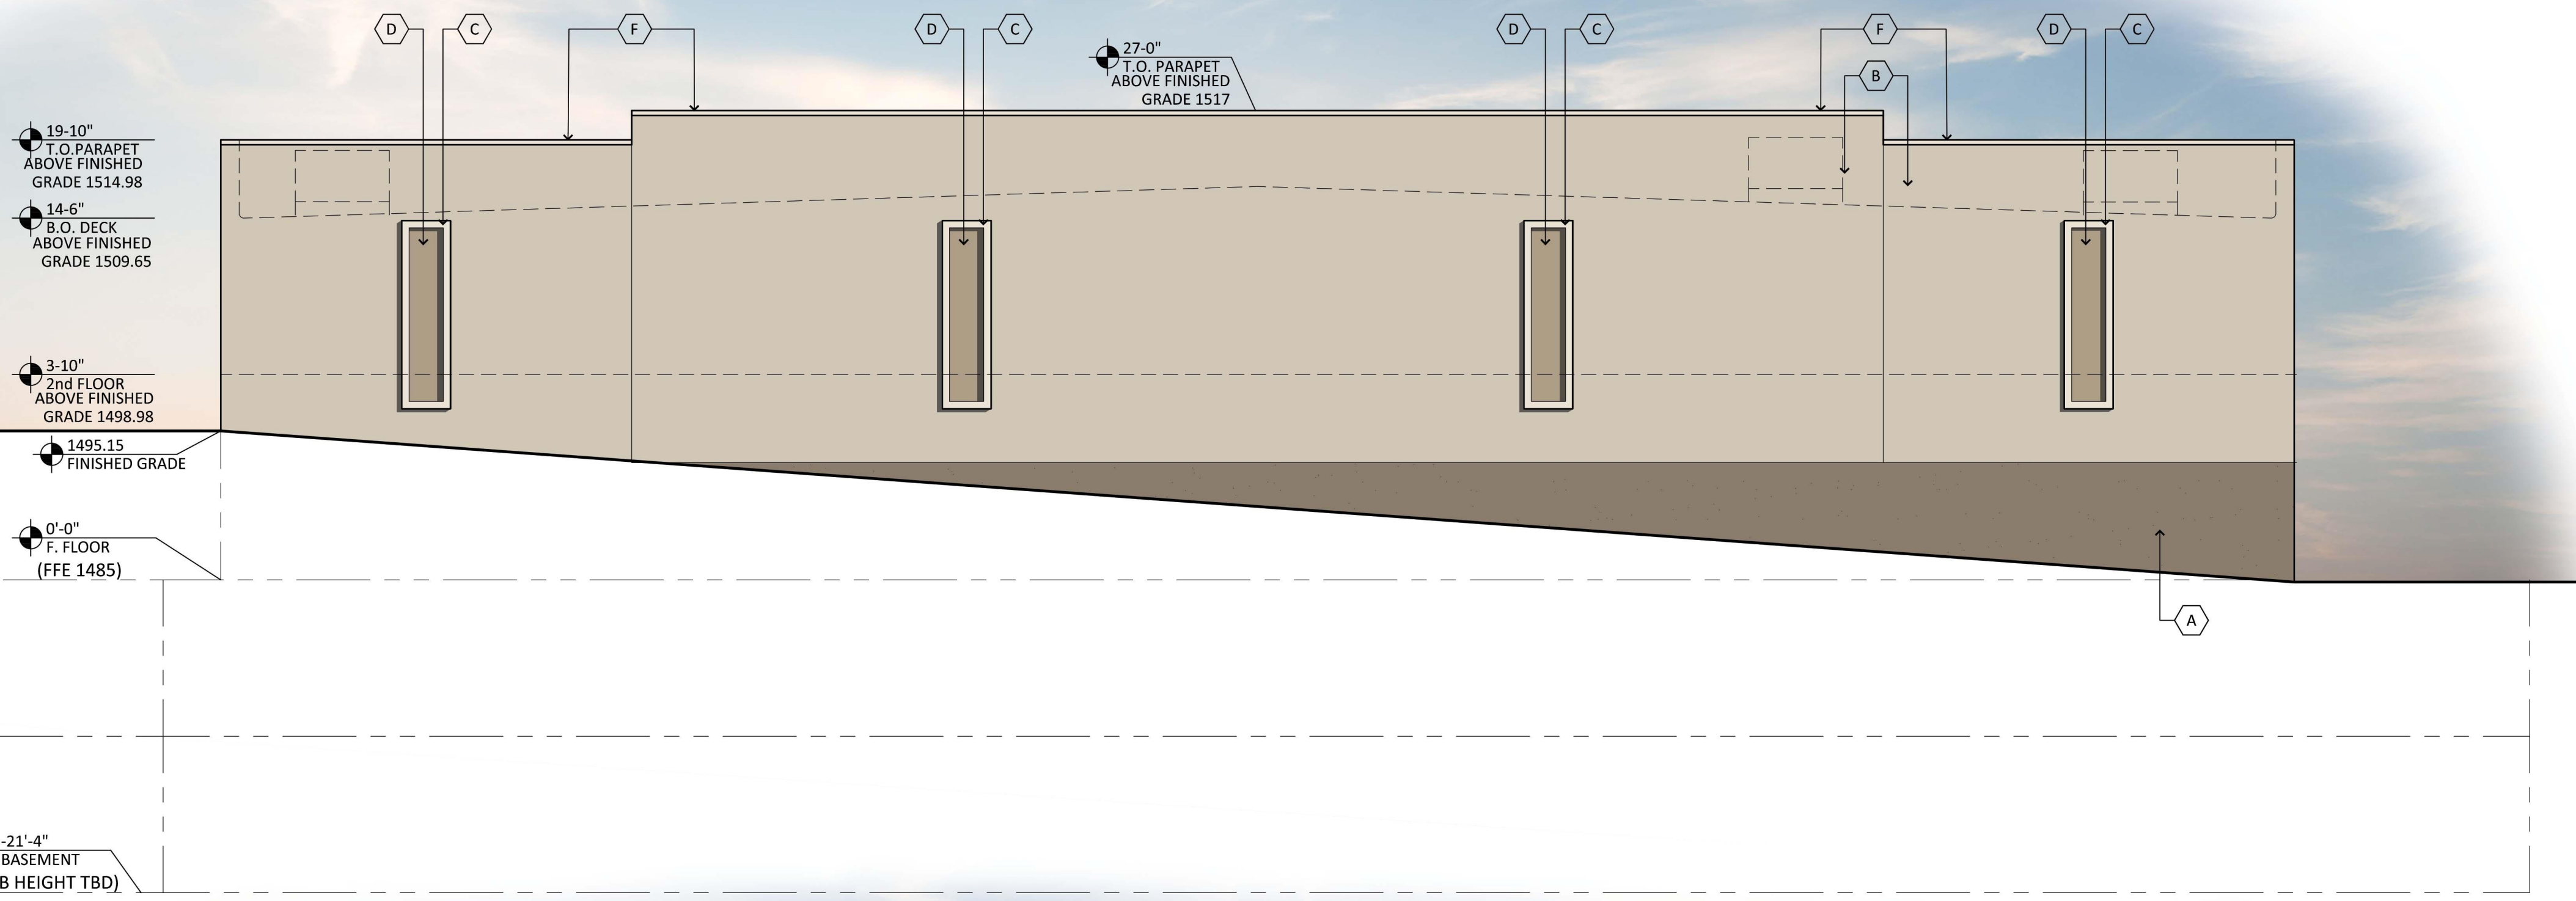 D
C
F
D
C
D
C
F
D
C
B
27-0"
T.O. PARAPET
ABOVE FINISHED
GRADE 1517
19-10"
T.O.PARAPET
ABOVE FINISHED
GRADE 1514.98
14-6"
B.O. DECK
ABOVE FINISHED
GRADE 1509.65
3-10"
2nd FLOOR
ABOVE FINISHED
GRADE 1498.98
1495.15
FINISHED GRADE
0'-0"
F. FLOOR
(FFE 1485)
A
-21'-4"
BASEMENT
B HEIGHT TBD)